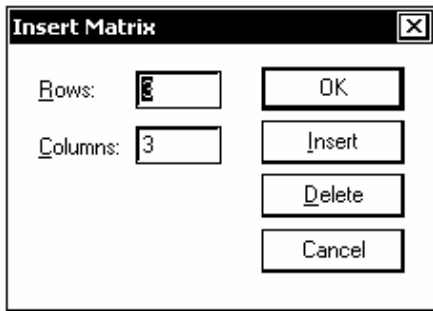 Insert Matrix
Rows: 3
OK
Columns: 3
Insert
Delete
Cancel